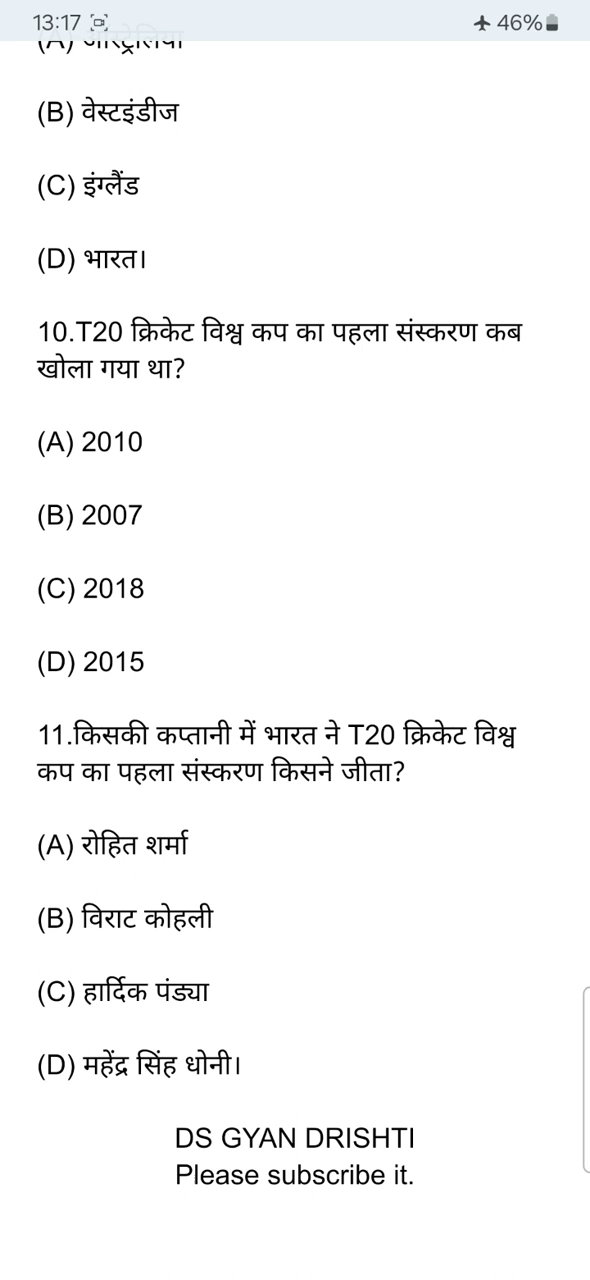 13:17
46%
(A) ऑस्ट्रेलिया
(B) वेस्टइंडीज
(C) इंग्लैंड
(D) भारत।
10.T20 क्रिकेट विश्व कप का पहला संस्करण कब
खोला गया था?
(A) 2010
(B) 2007
(C) 2018
(D) 2015
11.किसकी कप्तानी में भारत ने T20 क्रिकेट विश्व
कप का पहला संस्करण किसने जीता?
(A) रोहित शर्मा
(B) विराट कोहली
(C) हार्दिक पंड्या
(D) महेंद्र सिंह धोनी।
DS GYAN DRISHTI
Please subscribe it.